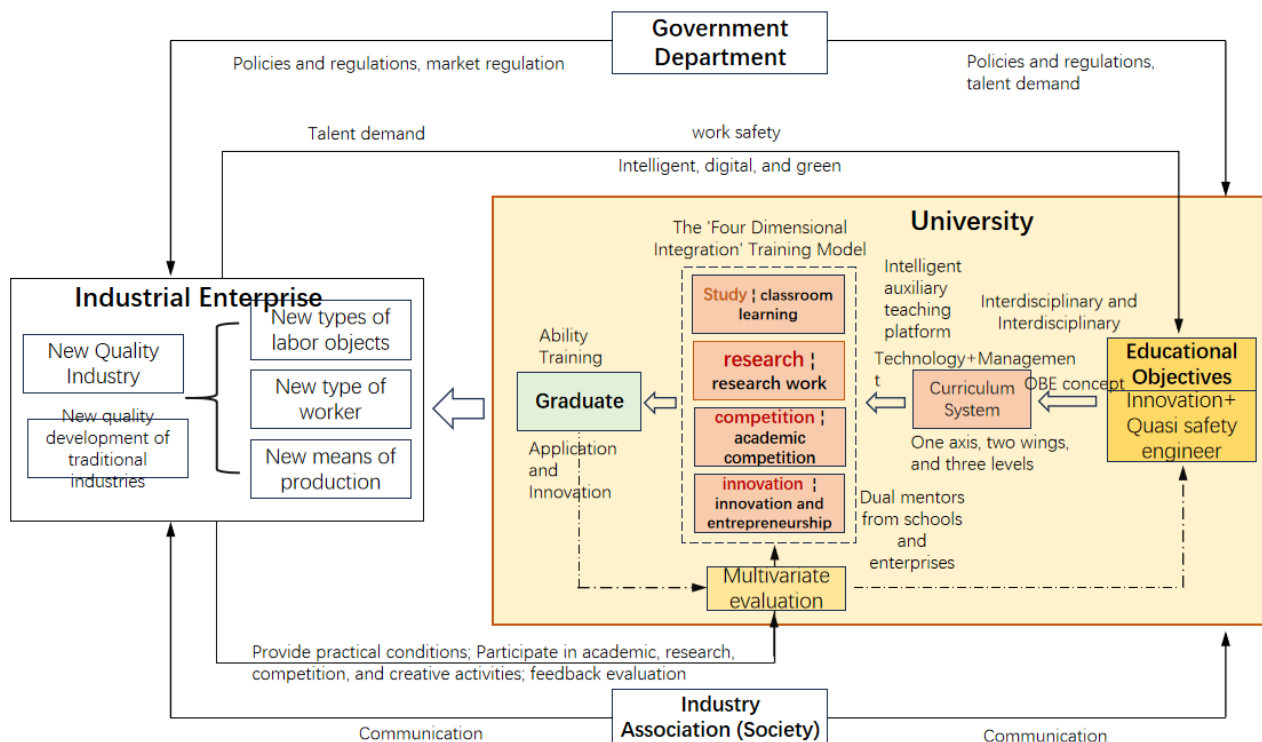 Government
Department
Policies and regulations, market regulation
Policies and regulations,
talent demand
Talent demand
work safety
Intelligent, digital, and green
University
The 'Four Dimensional
Integration' Training Model
Industrial Enterprise
New Quality
Industry
New quality
development of
traditional
industries
New types of
labor objects
New type of
worker
New means of
production
Ability
Training
Graduate
Application
and
Innovation
Study ¦ classroom
learning
research ¦
research work
competition ¦
academic
competition
innovation ¦
innovation and
entrepreneurship
Intelligent
auxiliary
teaching
platform
Technology+Managemen
t
Curriculum
System
One axis, two wings,
and three levels
Dual mentors
from schools
and
enterprises
Interdisciplinary and
Interdisciplinary
OBE concept
Educational
Objectives
Innovation+
Quasi safety
engineer
Multivariate
evaluation
Provide practical conditions; Participate in academic, research,
competition, and creative activities; feedback evaluation
Industry
Association (Society)
Communication
Communication